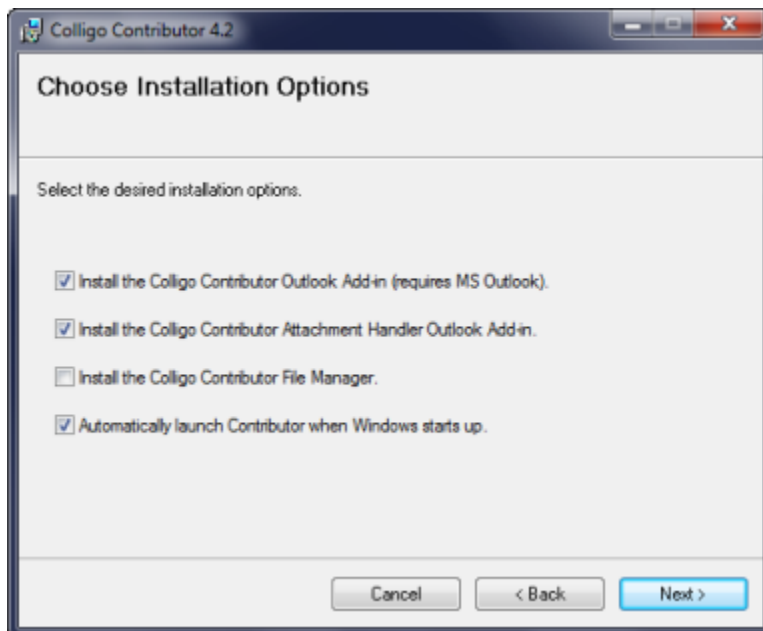 Colligo Contributor 4.2
Choose Installation Options
Select the desired installation options.
Install the Colligo Contributor Outlook Add-in (requires MS Outlook).
Install the Colligo Contributor Attachment Handler Outlook Add-in.
Install the Colligo Contributor File Manager.
Automatically launch Contributor when Windows starts up.
Cancel < Back Next >